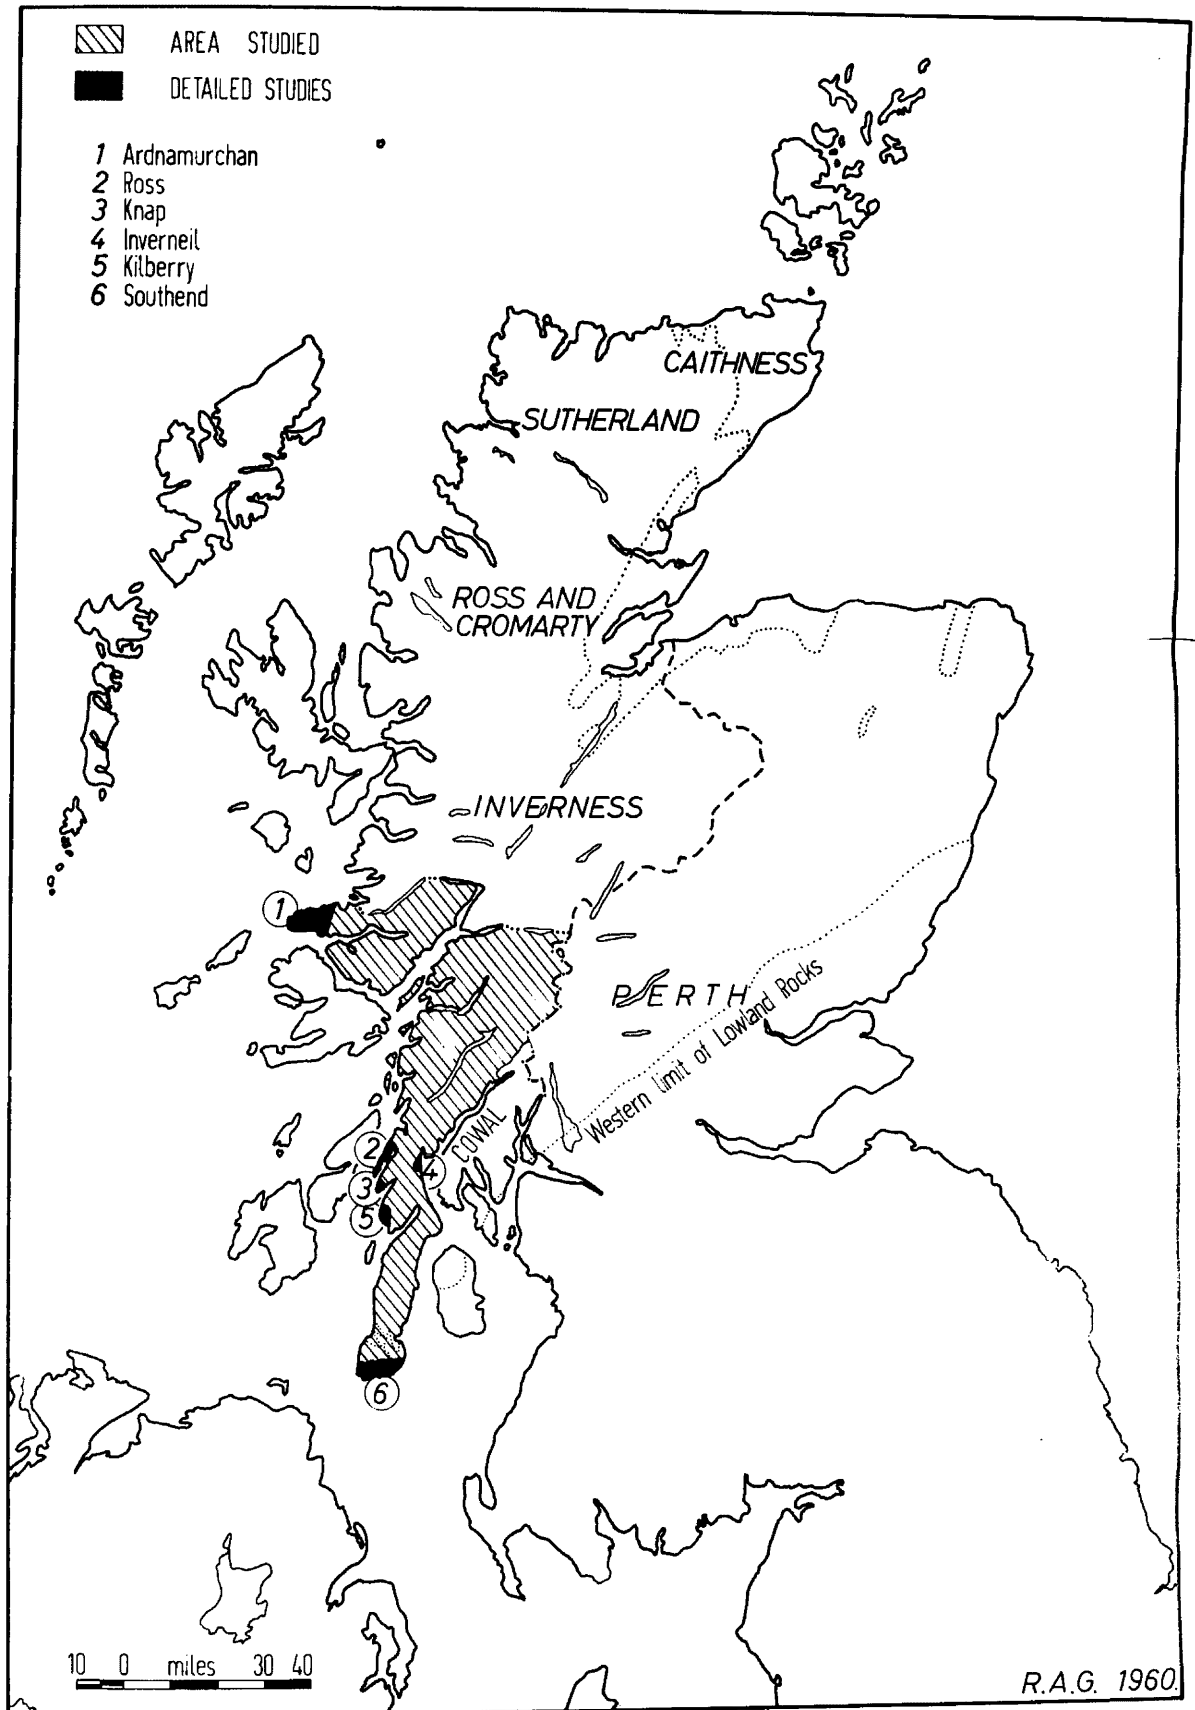 AREA STUDIED
DETAILED STUDIES
1 Ardnamurchan
2 Ross
3 Knap
4 Inverneil
5 Kilberry
6 Southend
CAITHNESS
SUTHERLAND
ROSS AND
CROMARTY
INVERNESS
1
PERTH
Western limit of Lowland Rocks
COWAL
2
4
3
5
6
10 0 miles 30 40
R.A.G. 1960.